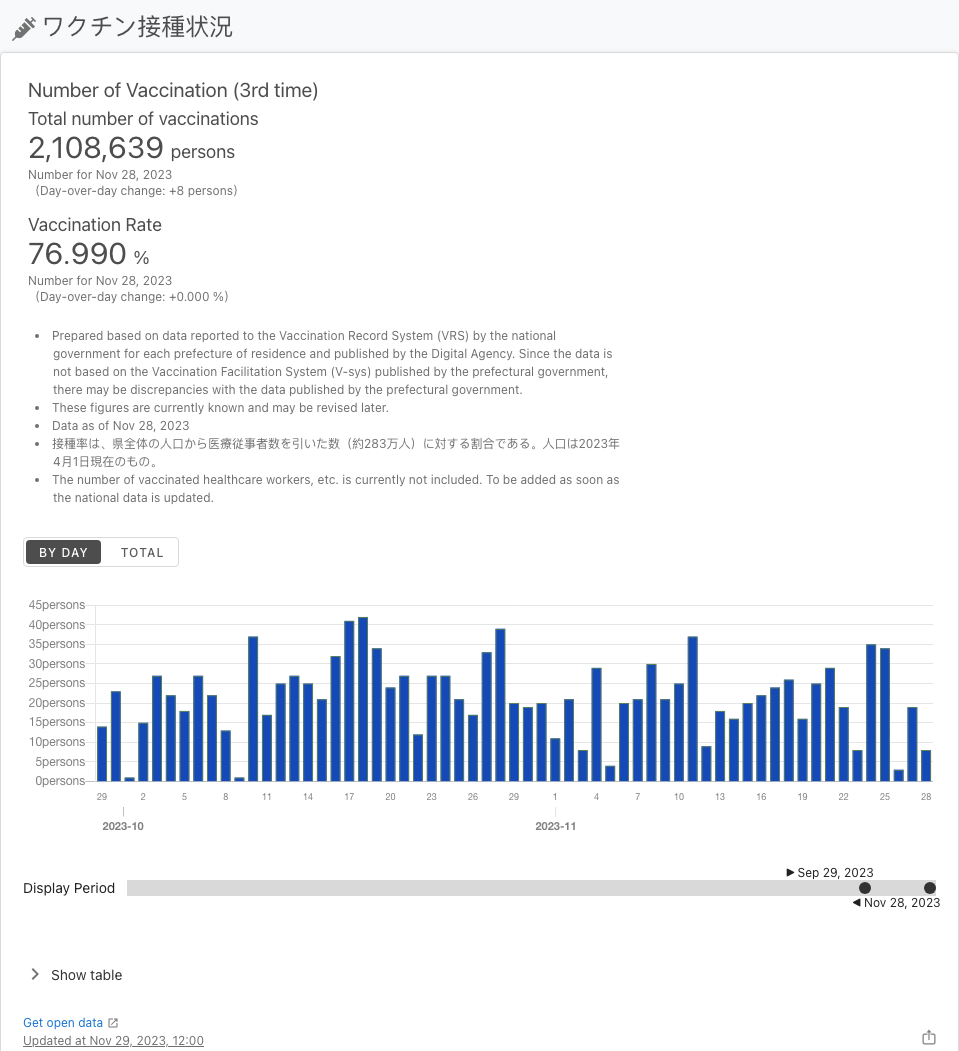 ワクチン接種状況
Number of Vaccination (3rd time)
Total number of vaccinations
2,108,639 persons
Number for Nov 28, 2023
（Day-over-day change: +8 persons)
Vaccination Rate
76.990 %
Number for Nov 28, 2023
（Day-over-day change: +0.000 %)
• Prepared based on data reported to the Vaccination Record System (VRS) by the national
government for each prefecture of residence and published by the Digital Agency. Since the data is
not based on the Vaccination Facilitation System (V-sys) published by the prefectural government,
there may be discrepancies with the data published by the prefectural government.
• These figures are currently known and may be revised later.
• Data as of Nov 28, 2023
• 接種率は、県全体の人口から医療従事者数を引いた数（約283万人）に対する割合である。人口は2023年
4月1日現在のもの。
• The number of vaccinated healthcare workers, etc. is currently not included. To be added as soon as
the national data is updated.
BY DAY TOTAL
45persons
40persons
35persons
30persons
25persons
20persons
15persons
10persons
5persons
0persons
29 2 5 8 11 14 17 20 23 26 29 1 4 7 10 13 16 19 22 25 28
2023-10 2023-11
Sep 29, 2023
Display Period
Nov 28, 2023
Show table
Get open data
Updated at Nov 29, 2023, 12:00